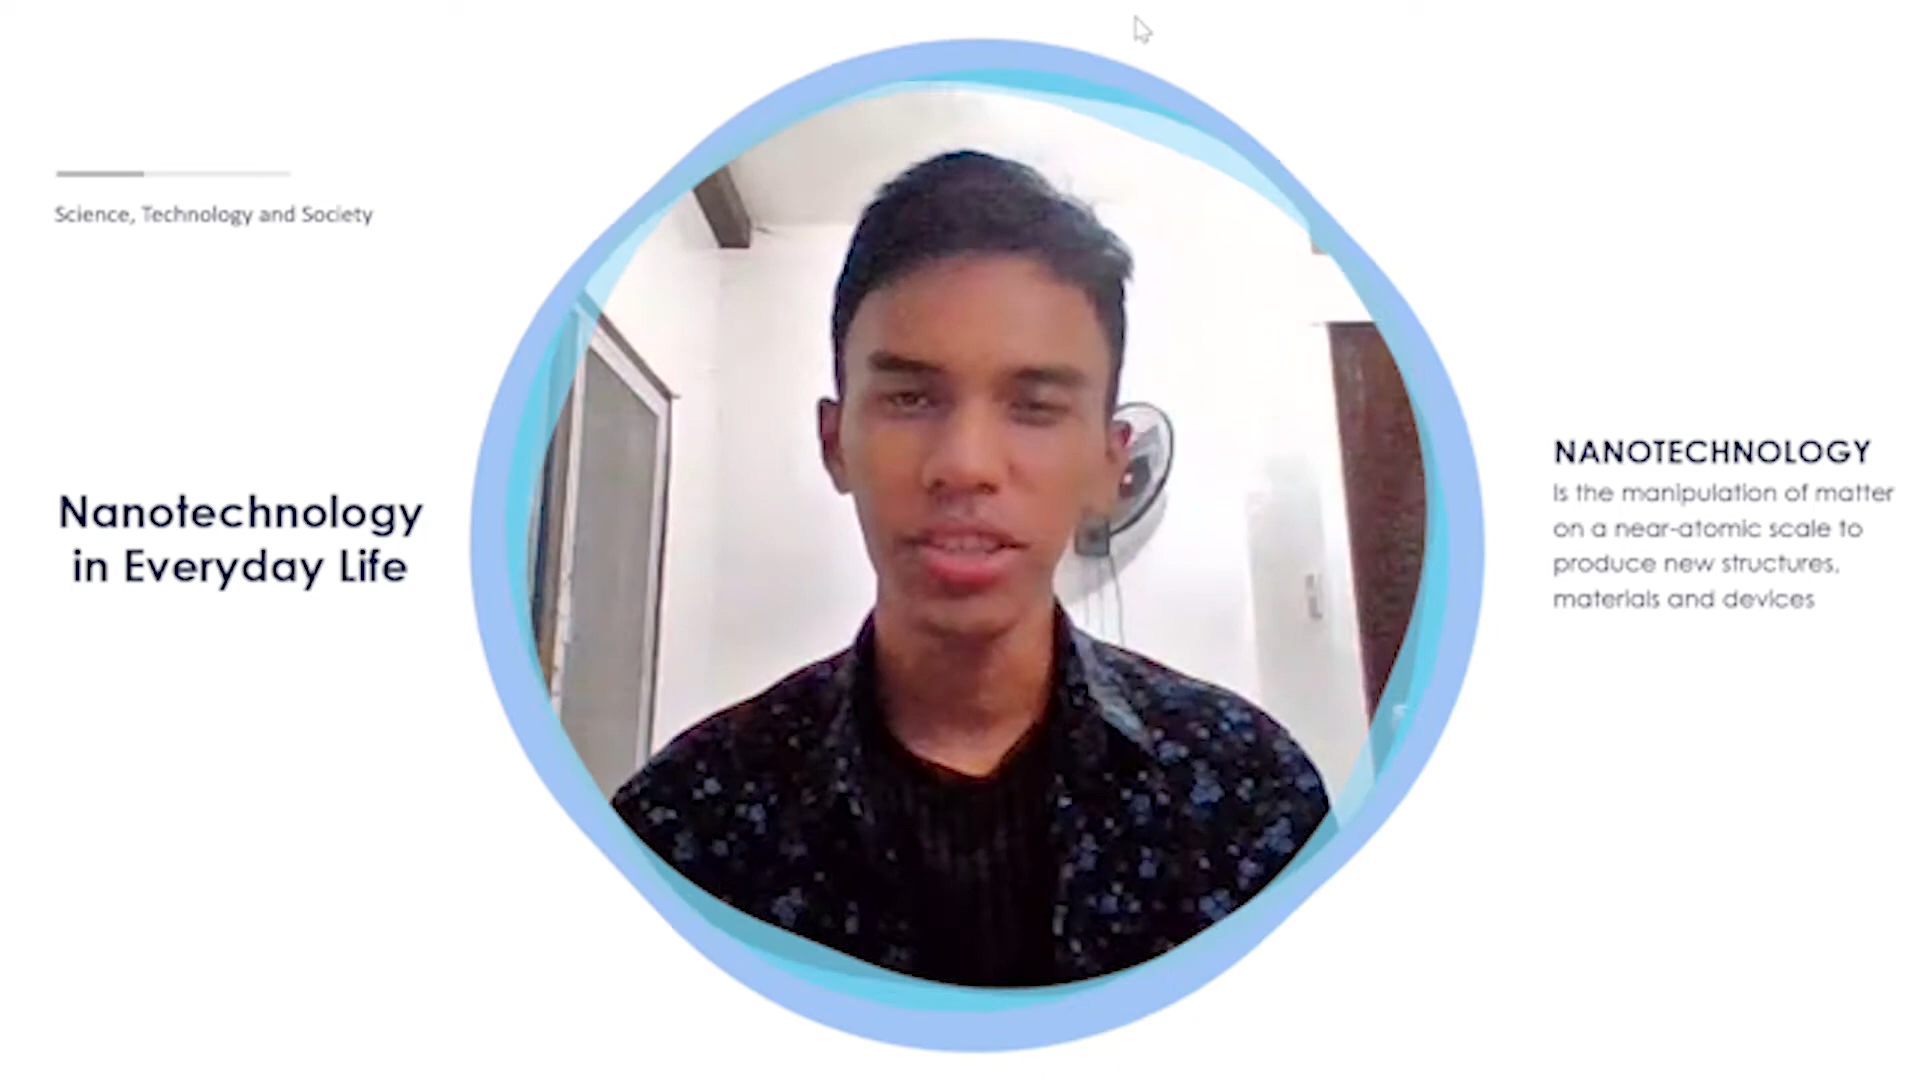 Science, Technology and Society
Nanotechnology
in Everyday Life
NANOTECHNOLOGY
Is the manipulation of matter
on a near-atomic scale to
produce new structures,
materials and devices